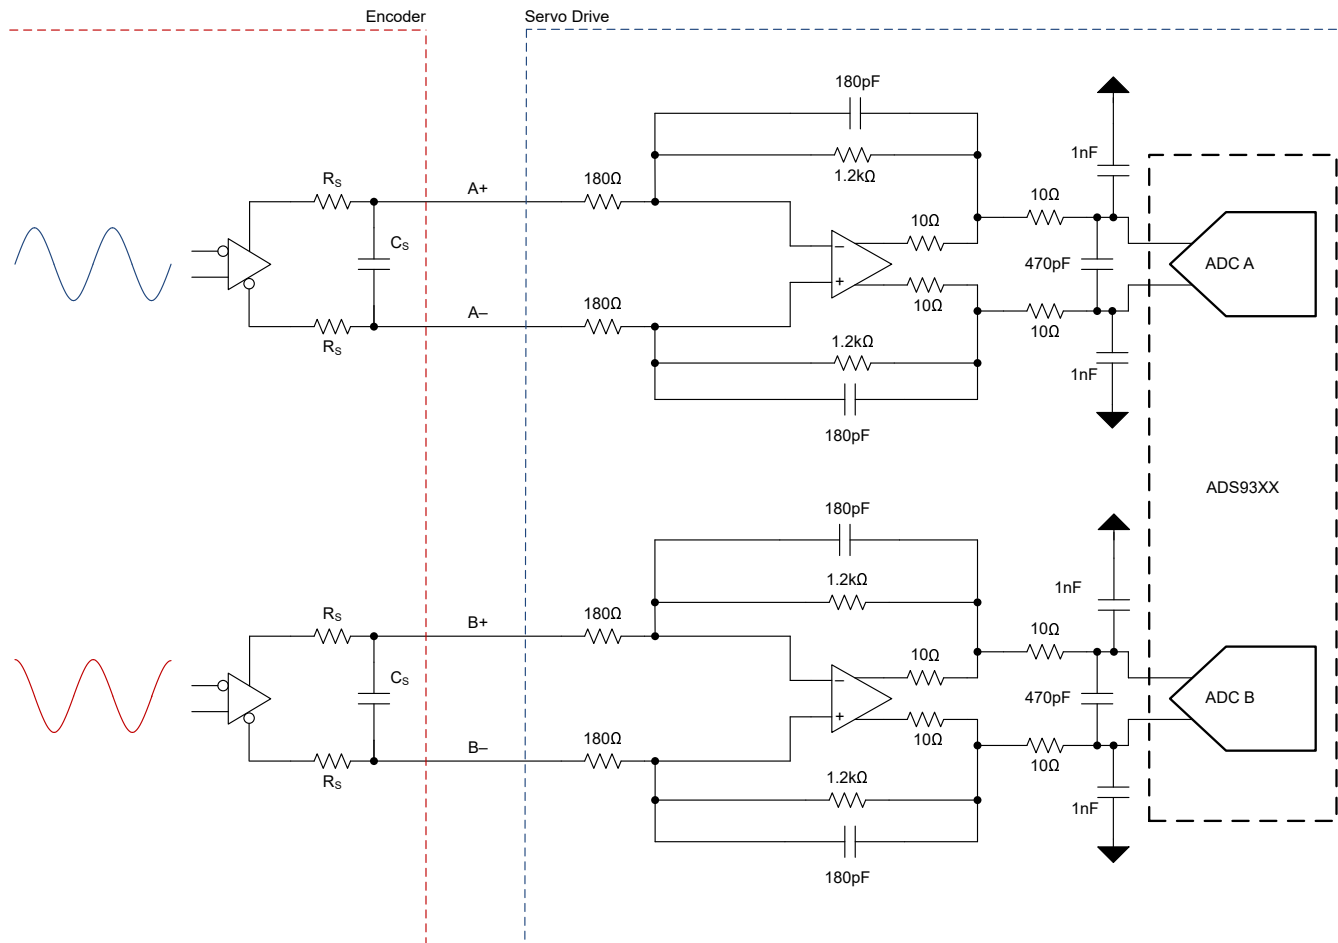 Encoder
Servo Drive
180pF
1.2kΩ
1nF
RS
A+
180Ω
10Ω
10Ω
CS
–
+
470pF
ADC A
10Ω
10Ω
RS
A–
180Ω
1.2kΩ
1nF
180pF
ADS93XX
180pF
1.2kΩ
1nF
RS
B+
180Ω
10Ω
10Ω
CS
–
+
470pF
ADC B
10Ω
10Ω
RS
B–
180Ω
1.2kΩ
1nF
180pF